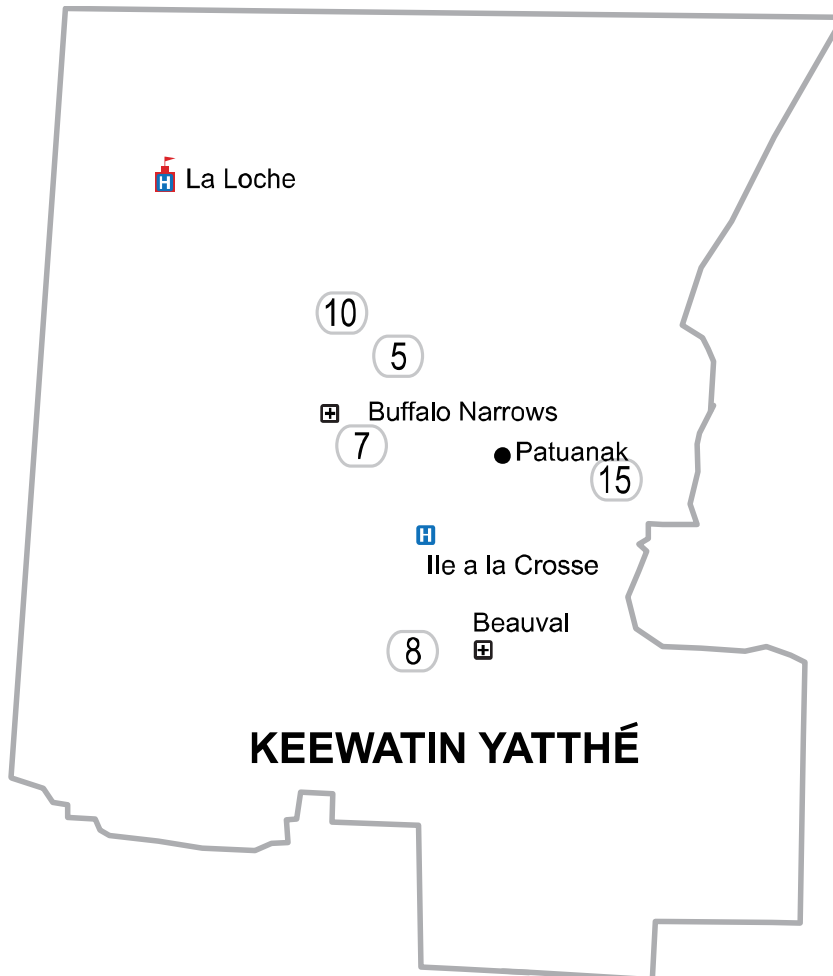 H La Loche
10
5
Buffalo Narrows
7
Patuanak
15
H
Ile a la Crosse
Beauval
8
KEEWATIN YATTHÉ